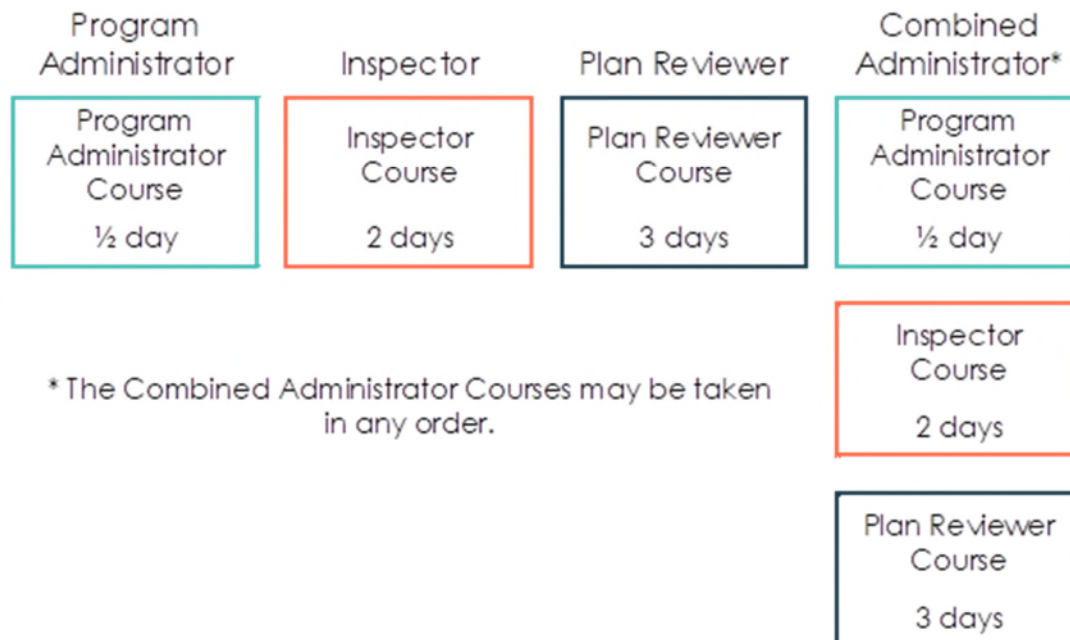 Program
Administrator
Inspector
Plan Reviewer
Combined
Administrator*
Program
Administrator
Course
½ day
Inspector
Course
2 days
Plan Reviewer
Course
3 days
Program
Administrator
Course
½ day
Inspector
Course
2 days
Plan Reviewer
Course
3 days
* The Combined Administrator Courses may be taken
in any order.